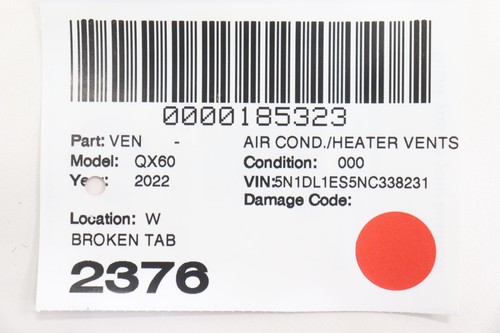 0000185323
Part: VEN - AIR COND./HEATER VENTS
Model: QX60 Condition: 000
Year: 2022 VIN:5N1DL1ES5NC338231
Damage Code:
Location: W
BROKEN TAB
2376